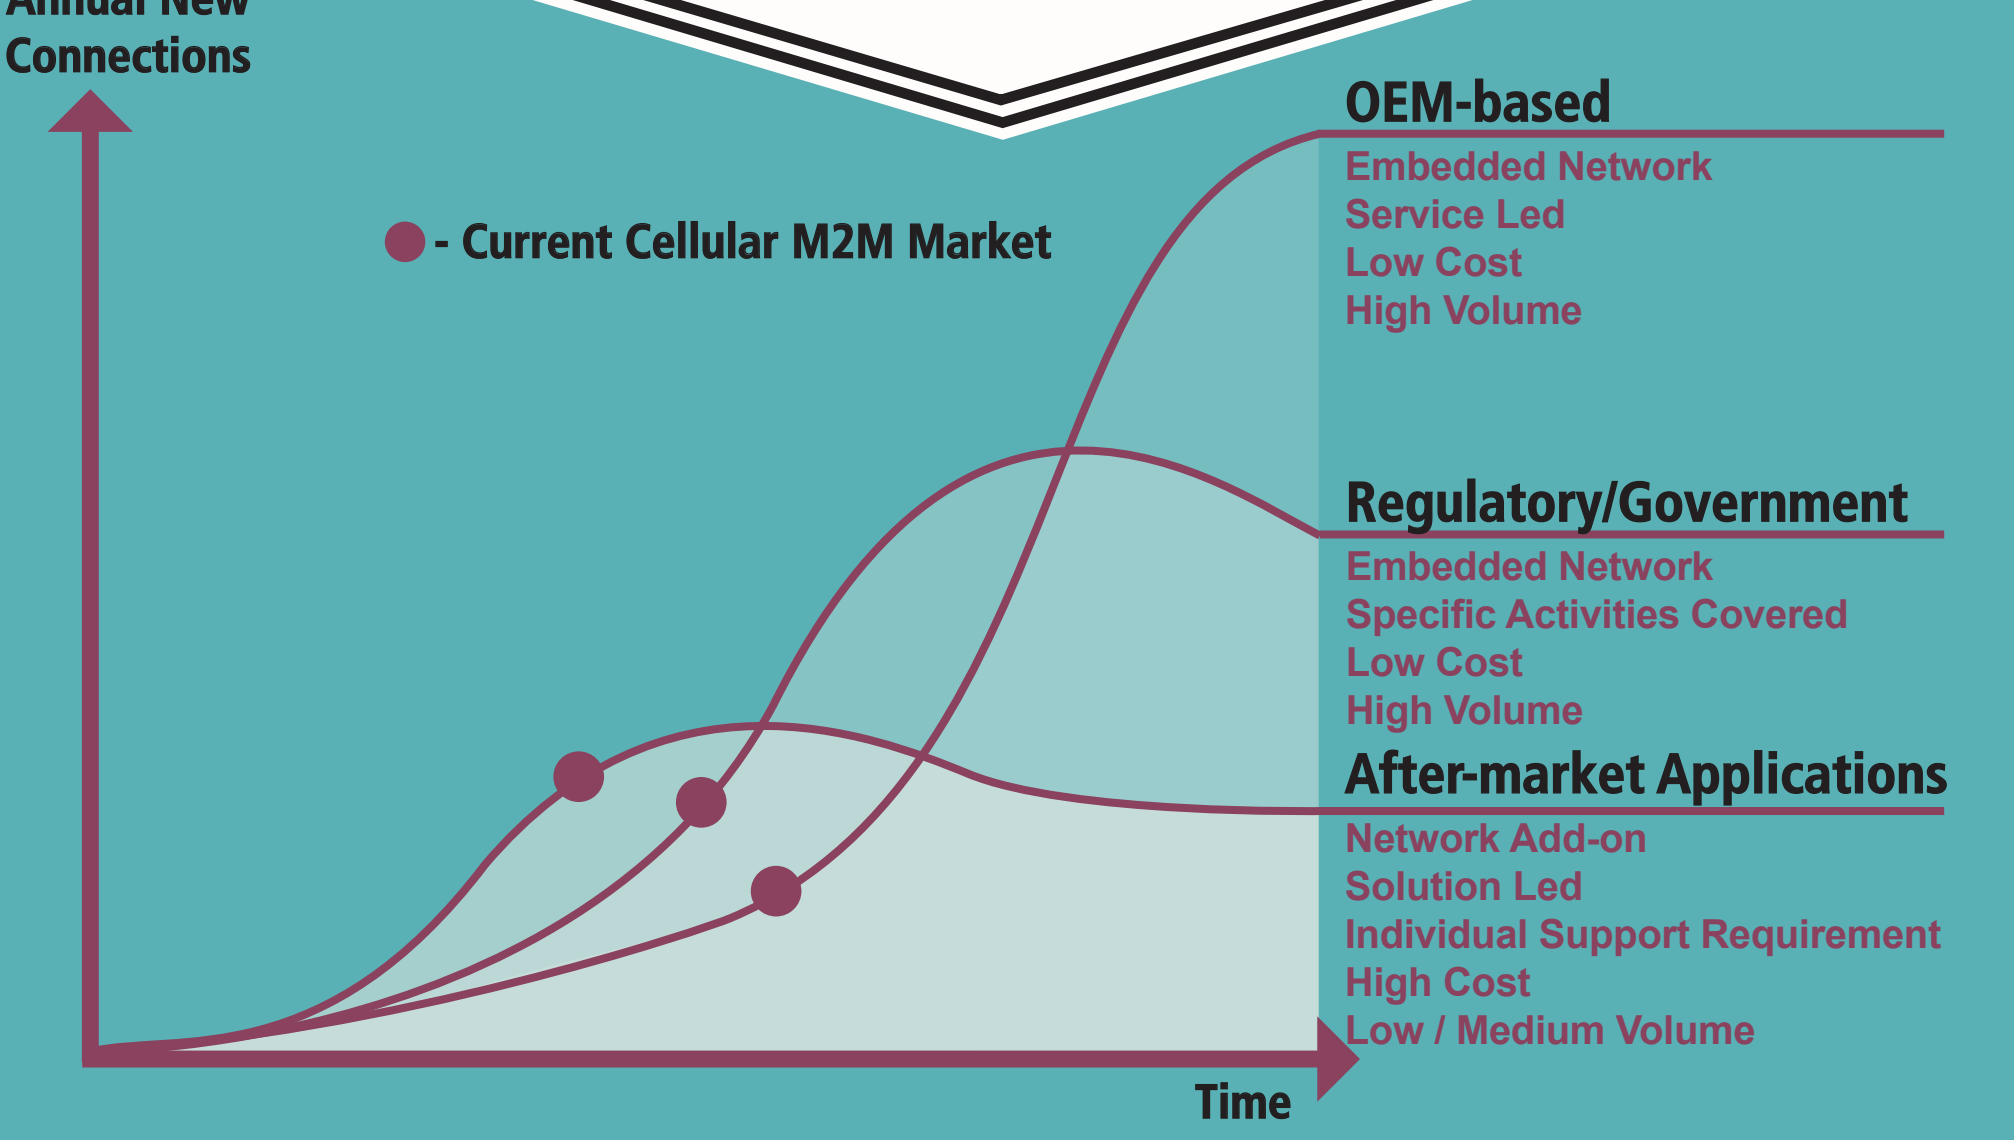 Annual New
Connections
- Current Cellular M2M Market
OEM-based
Embedded Network
Service Led
Low Cost
High Volume
Regulatory/Government
Embedded Network
Specific Activities Covered
Low Cost
High Volume
After-market Applications
Network Add-on
Solution Led
Individual Support Requirement
High Cost
Low / Medium Volume
Time